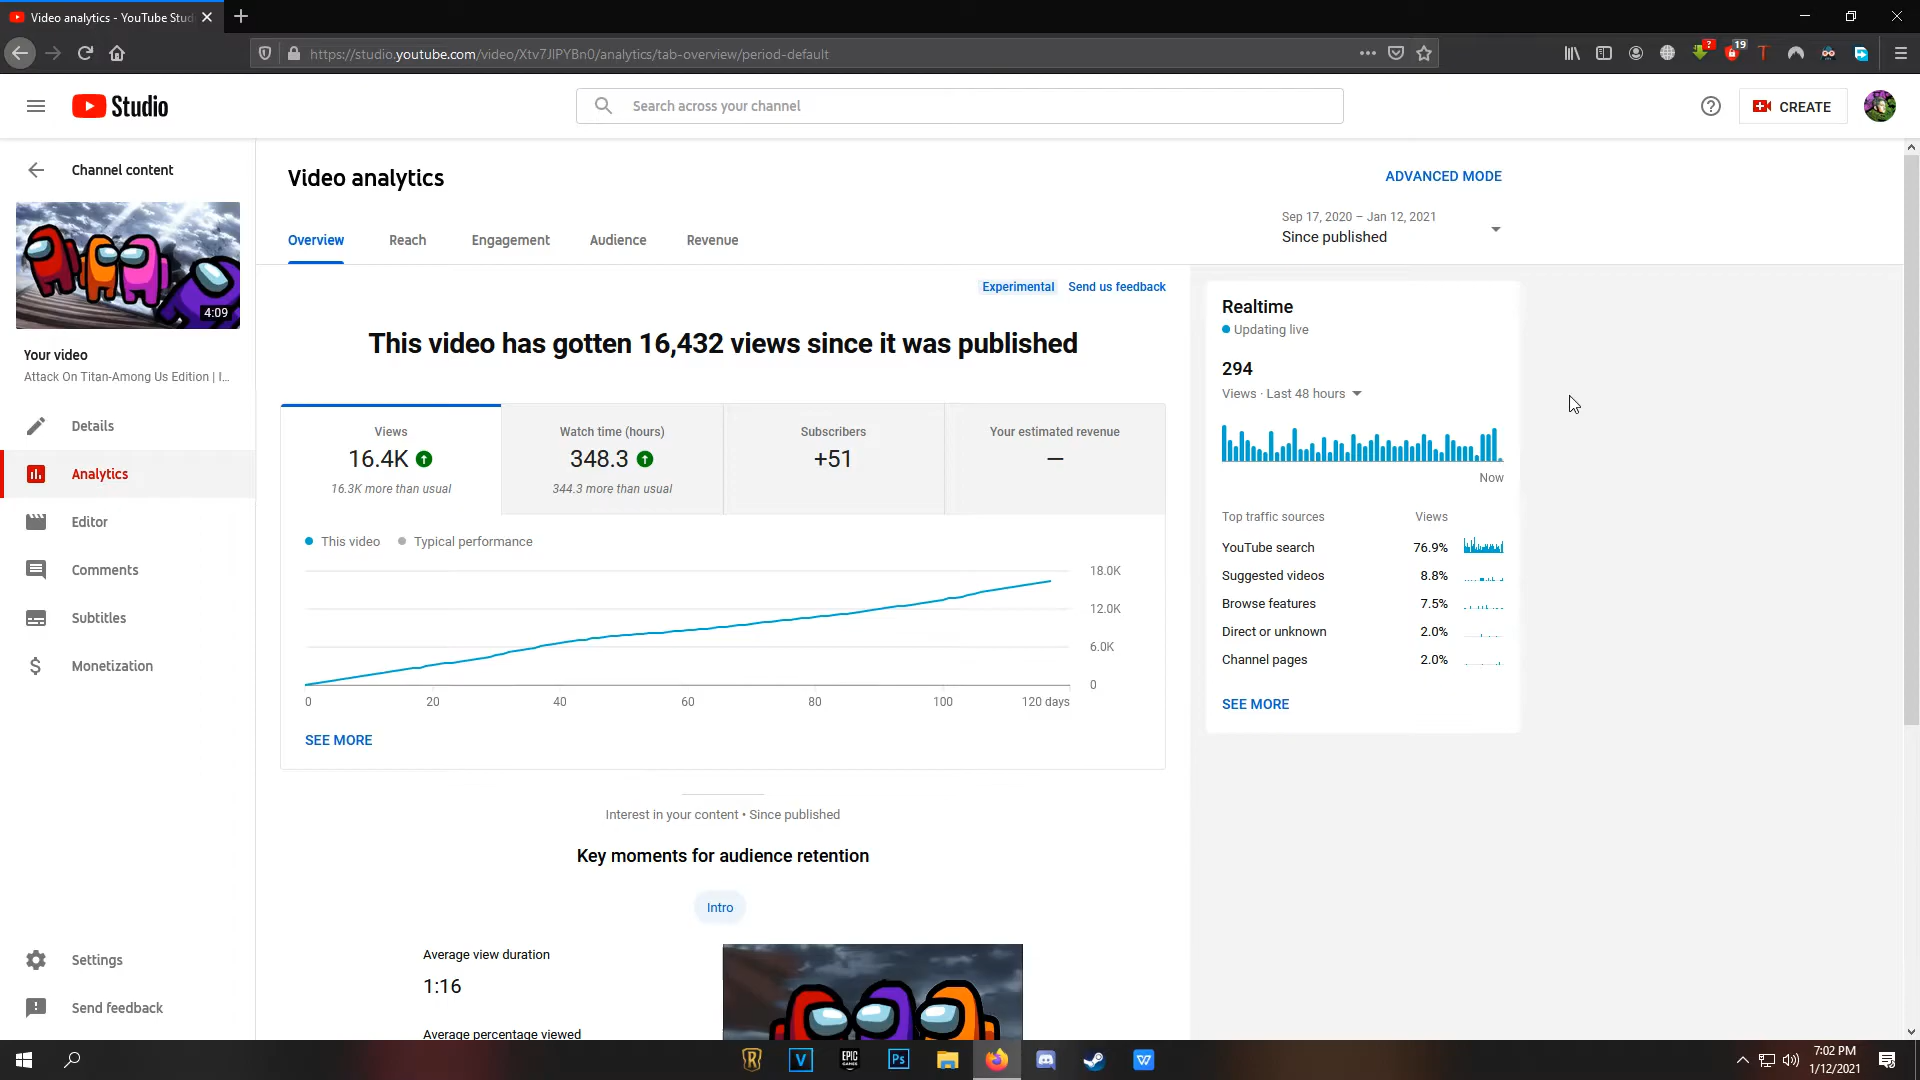 Video analytics - YouTube Stud
https://studio.youtube.com/video/Xtv7JlPYBn0/analytics/tab-overview/period-default
19
Studio
Search across your channel
CREATE
Channel content
4:09
Your video
Attack On Titan-Among Us Edition | I...
Details
Analytics
Editor
Comments
Subtitles
Monetization
Settings
Send feedback
Video analytics
ADVANCED MODE
Overview
Reach
Engagement
Audience
Revenue
Sep 17, 2020 – Jan 12, 2021
Since published
Experimental
Send us feedback
This video has gotten 16,432 views since it was published
Views
16.4K
16.3K more than usual
Watch time (hours)
348.3
344.3 more than usual
Subscribers
+51
Your estimated revenue
—
This video
Typical performance
18.0K
12.0K
6.0K
0
0 20 40 60 80 100 120 days
SEE MORE
Interest in your content • Since published
Key moments for audience retention
Intro
Average view duration
1:16
Average percentage viewed
Realtime
Updating live
294
Views · Last 48 hours
Now
Top traffic sources Views
YouTube search 76.9%
Suggested videos 8.8%
Browse features 7.5%
Direct or unknown 2.0%
Channel pages 2.0%
SEE MORE
V
EPIC GAMES
Ps
7:02 PM
1/12/2021